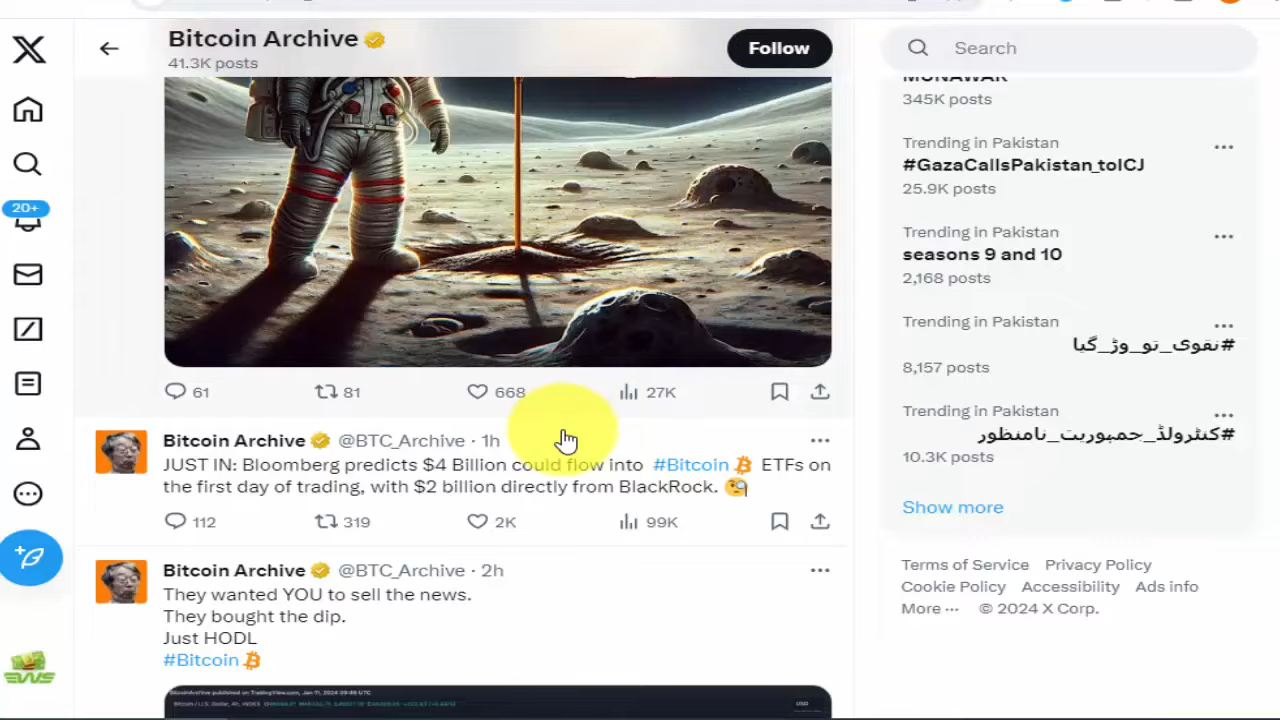 Bitcoin Archive
41.3K posts
Follow
Search
345K posts
Trending in Pakistan
#GazaCallsPakistan_toICJ
25.9K posts
Trending in Pakistan
seasons 9 and 10
2,168 posts
Trending in Pakistan
#نقوی_تو_وڑ_گیا
8,157 posts
Trending in Pakistan
#کنٹرولڈ_جمہوریت_نامنظور
10.3K posts
Show more
Terms of Service Privacy Policy
Cookie Policy Accessibility Ads info
More ··· © 2024 X Corp.
20+
61 81 668 27K
Bitcoin Archive @BTC_Archive · 1h
JUST IN: Bloomberg predicts $4 Billion could flow into #Bitcoin ETFs on
the first day of trading, with $2 billion directly from BlackRock. 🧐
112 319 2K 99K
Bitcoin Archive @BTC_Archive · 2h
They wanted YOU to sell the news.
They bought the dip.
Just HODL
#Bitcoin
USD
EWS